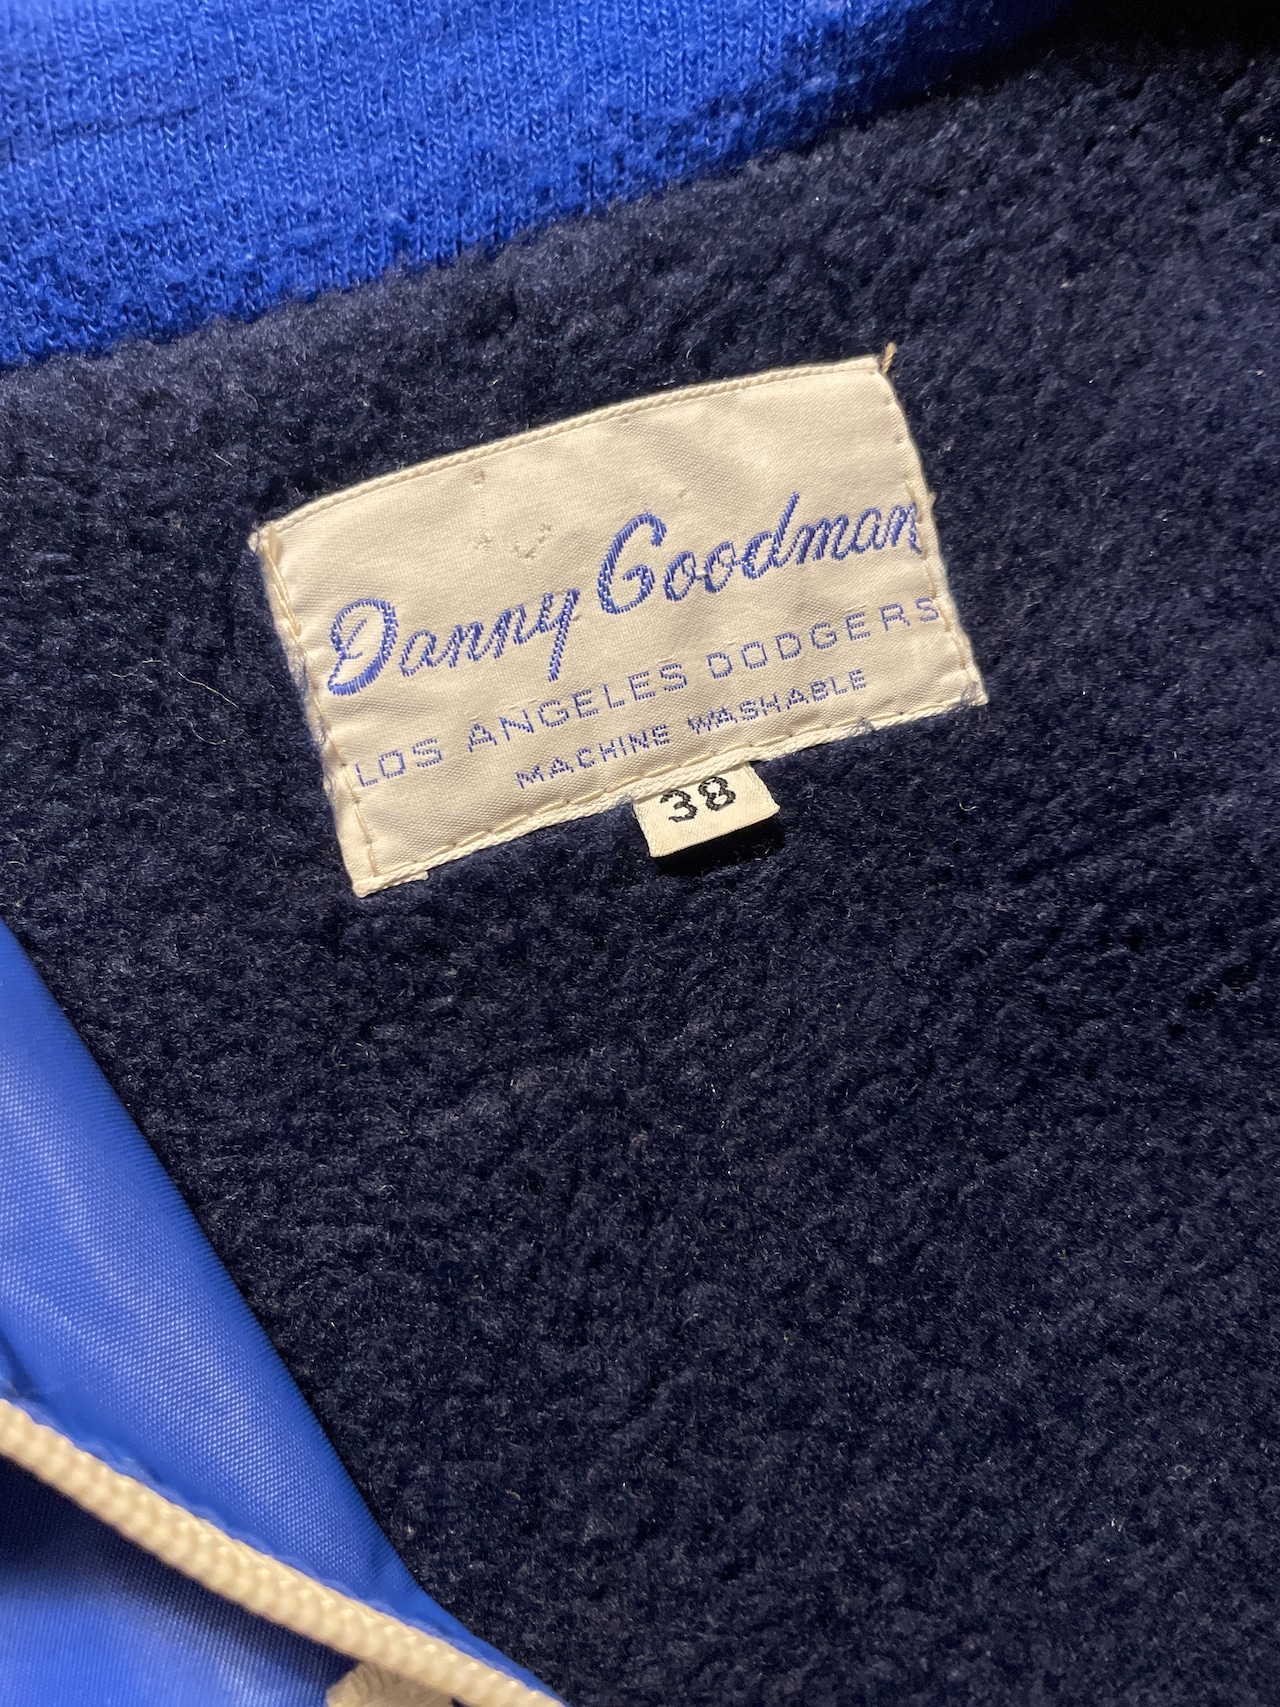 Danny Goodman
LOS ANGELES DODGERS
MACHINE WASHABLE
38